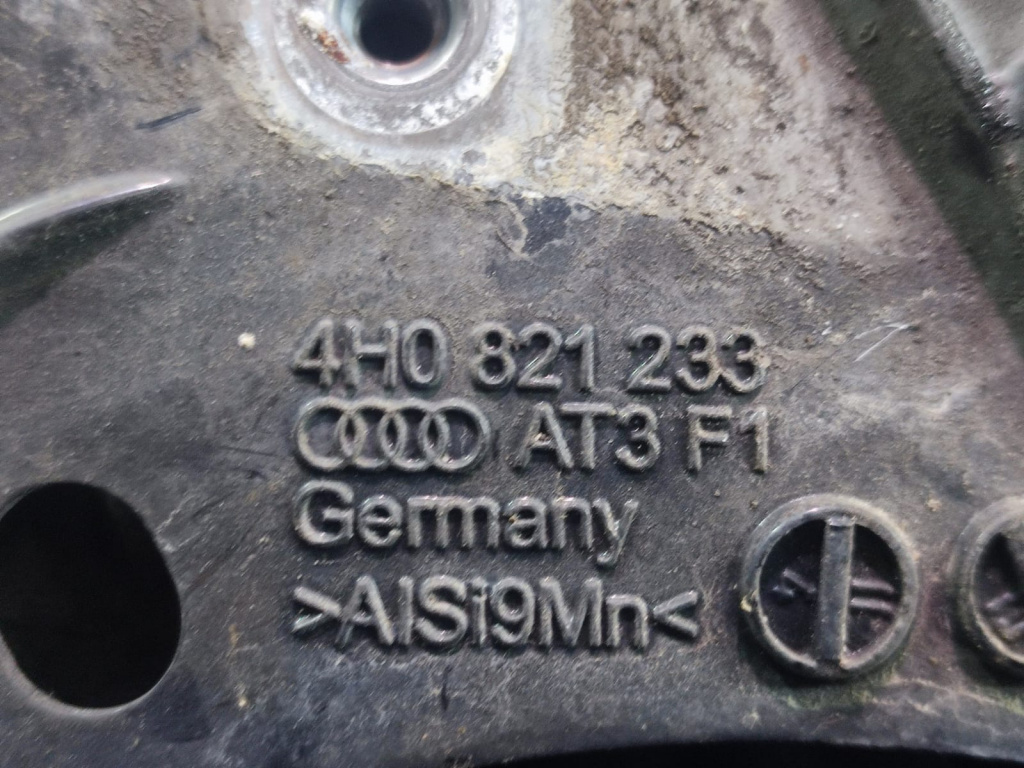 4H0 821 233
AT3 F1
Germany
>AlSi9Mn<